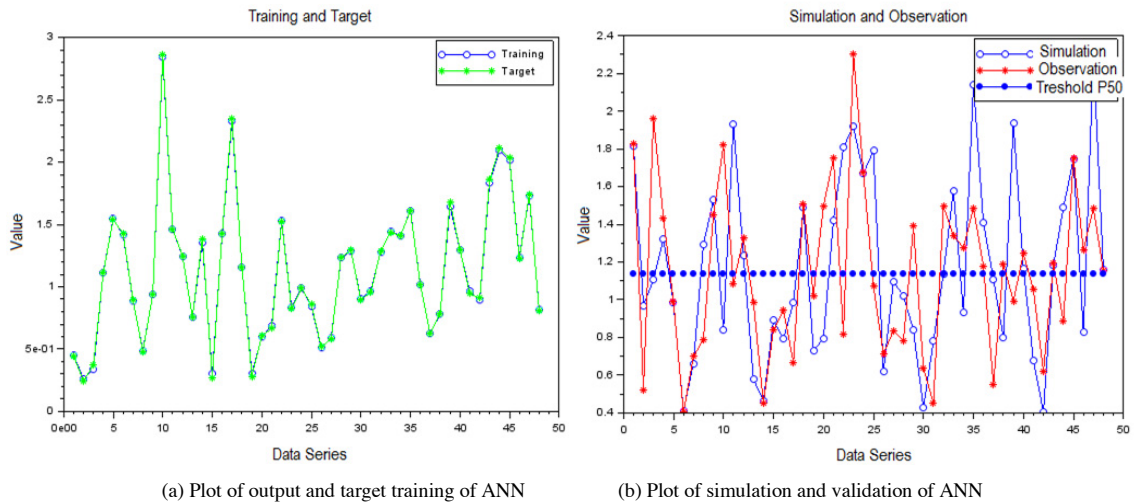 Training and Target
3
2.5
2
1.5
1
5e-01
0
Value
0e00
5
10
15
20
25
30
35
40
45
50
Data Series
Training
Target
(a) Plot of output and target training of ANN
Simulation and Observation
2.4
2.2
2
1.8
1.6
1.4
1.2
1
0.8
0.6
0.4
Value
0
5
10
15
20
25
30
35
40
45
50
Data Series
Simulation
Observation
Treshold P50
(b) Plot of simulation and validation of ANN